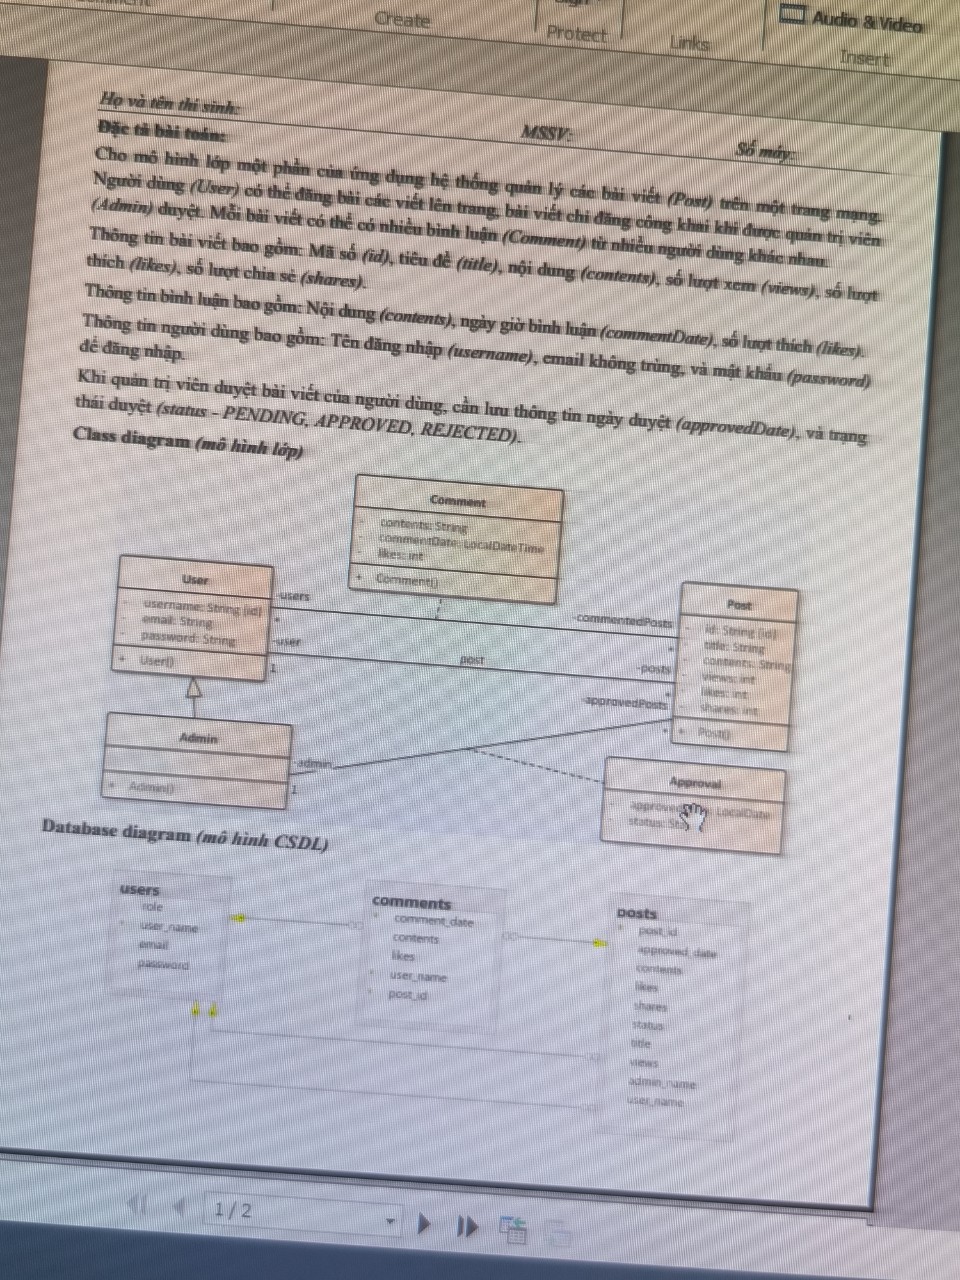 Create
Protect
Links
Audio & Video
Insert
Họ và tên thí sinh: MSSV: Số máy:
Đặc tả bài toán:
Cho mô hình lớp một phần của ứng dụng hệ thống quản lý các bài viết (Post) trên một trang mạng.
Người dùng (User) có thể đăng bài các viết lên trang, bài viết chỉ đăng công khai khi được quản trị viên
(Admin) duyệt. Mỗi bài viết có thể có nhiều bình luận (Comment) từ nhiều người dùng khác nhau.
Thông tin bài viết bao gồm: Mã số (id), tiêu đề (title), nội dung (contents), số lượt xem (views), số lượt
thích (likes), số lượt chia sẻ (shares).
Thông tin bình luận bao gồm: Nội dung (contents), ngày giờ bình luận (commentDate), số lượt thích (likes).
Thông tin người dùng bao gồm: Tên đăng nhập (username), email không trùng, và mật khẩu (password)
để đăng nhập.
Khi quản trị viên duyệt bài viết của người dùng, cần lưu thông tin ngày duyệt (approvedDate), và trạng
thái duyệt (status - PENDING, APPROVED, REJECTED).
Class diagram (mô hình lớp)
Comment
- contents: String
- commentDate: LocalDateTime
- likes: int
+ Comment()
User
- username: String {id}
- email: String
- password: String
+ User()
-users
*
-commentedPosts
*
-user
1
post
-posts
*
-approvedPosts
*
Post
- id: String {id}
- title: String
- contents: String
- views: int
- likes: int
- shares: int
+ Post()
Admin
+ Admin()
-admin
1
Approval
- LocalDate
- status:
Database diagram (mô hình CSDL)
users
role
* user_name
email
password
comments
* comment_date
contents
likes
* user_name
* post_id
posts
* post_id
approved_date
contents
likes
shares
status
title
views
admin_name
user_name
1 / 2